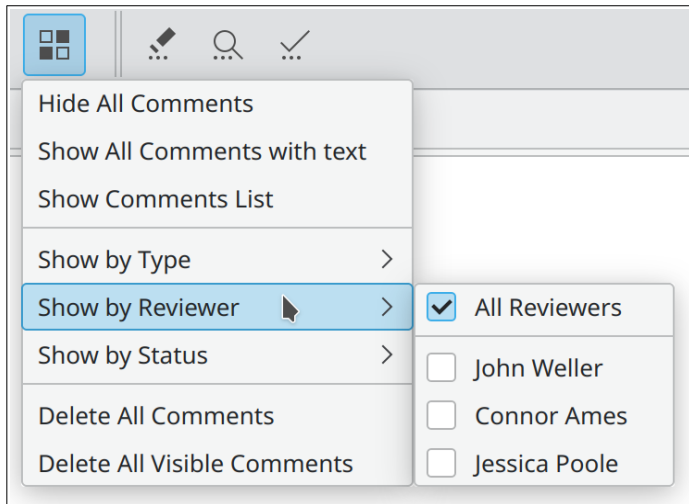 Hide All Comments
Show All Comments with text
Show Comments List
Show by Type
Show by Reviewer
Show by Status
Delete All Comments
Delete All Visible Comments
All Reviewers
John Weller
Connor Ames
Jessica Poole